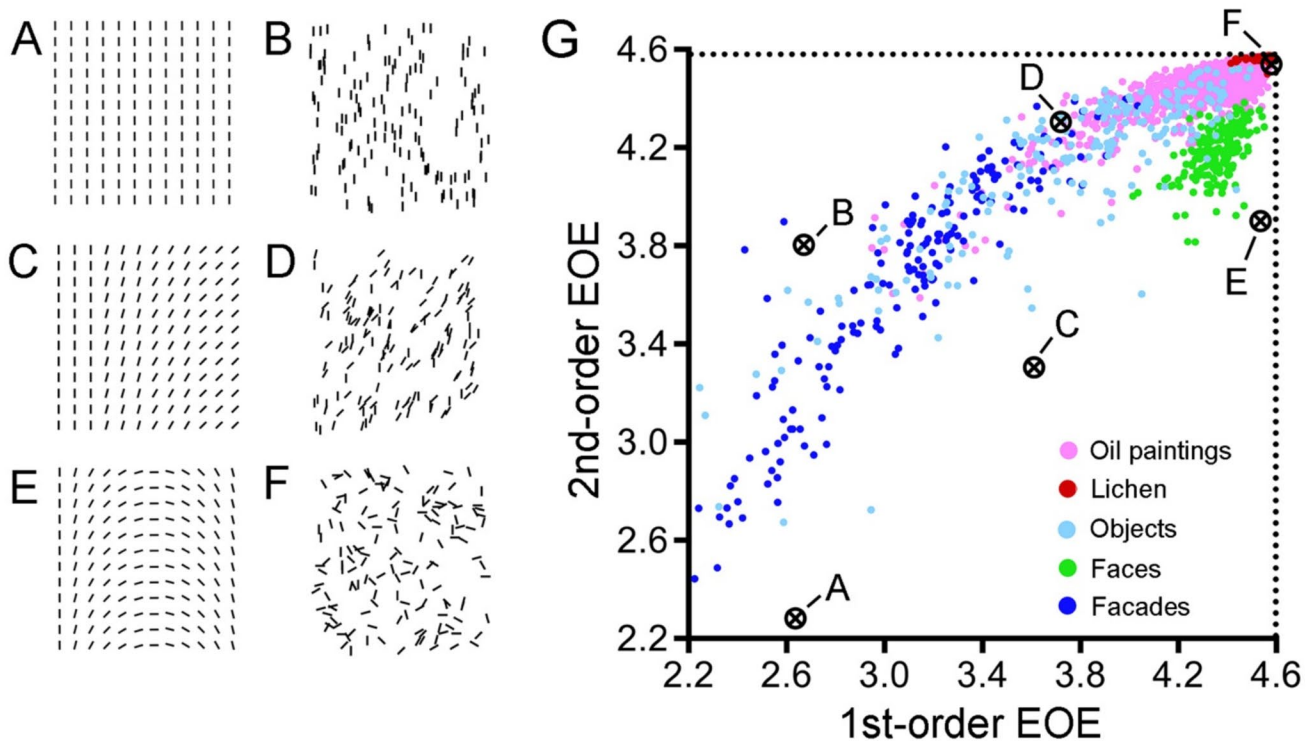 A
B
C
D
E
F
G
2nd-order EOE
4.6
4.2
3.8
3.4
3.0
2.6
2.2
F
D
B
E
C
A
Oil paintings
Lichen
Objects
Faces
Facades
2.2 2.6 3.0 3.4 3.8 4.2 4.6
1st-order EOE